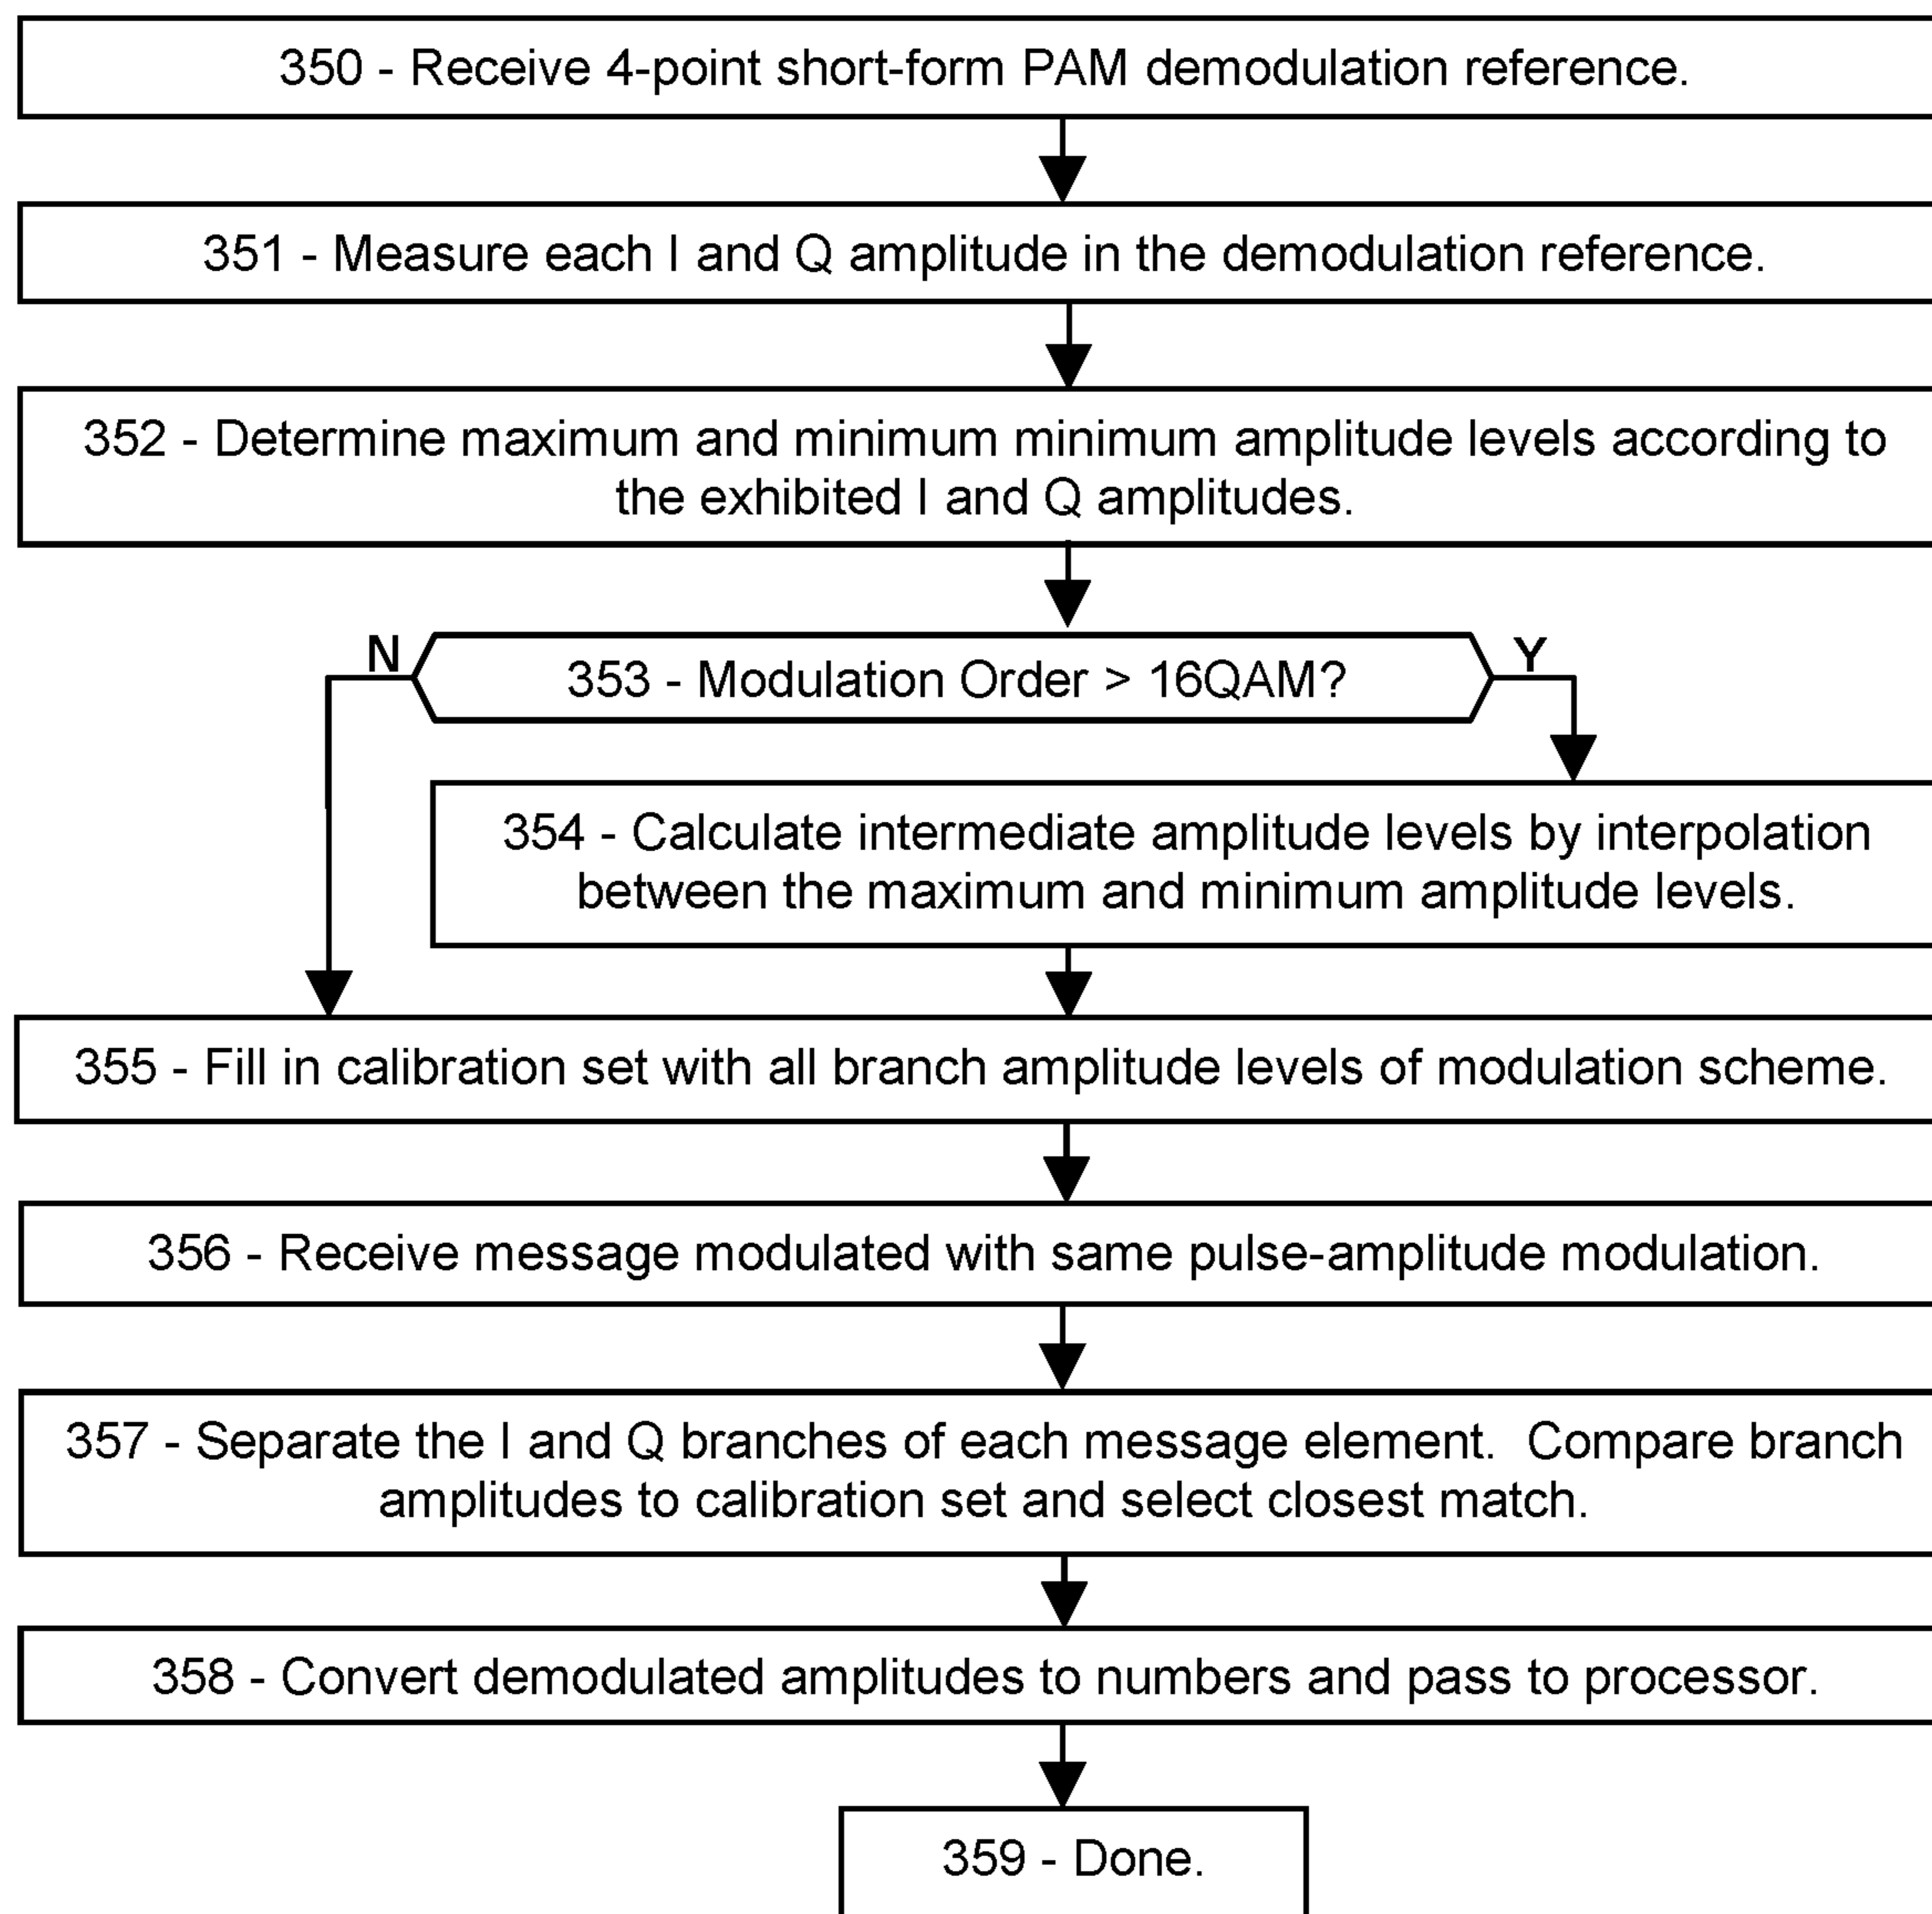 350 - Receive 4-point short-form PAM demodulation reference.
351 - Measure each I and Q amplitude in the demodulation reference.
352 - Determine maximum and minimum minimum amplitude levels according to
the exhibited I and Q amplitudes.
N
353 - Modulation Order > 16QAM?
Y
354 - Calculate intermediate amplitude levels by interpolation
between the maximum and minimum amplitude levels.
355 - Fill in calibration set with all branch amplitude levels of modulation scheme.
356 - Receive message modulated with same pulse-amplitude modulation.
357 - Separate the I and Q branches of each message element.  Compare branch
amplitudes to calibration set and select closest match.
358 - Convert demodulated amplitudes to numbers and pass to processor.
359 - Done.